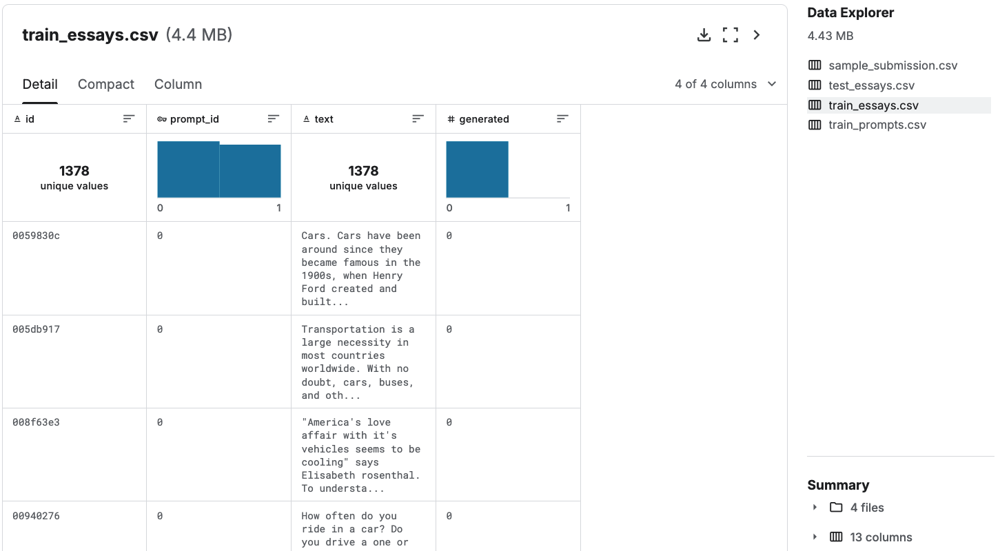 train_essays.csv (4.4 MB)
Detail Compact Column
4 of 4 columns
id
prompt_id
text
generated
1378
unique values
0 1
1378
unique values
0 1
0059830c
0
Cars. Cars have been
around since they
became famous in the
1900s, when Henry
Ford created and
built...
0
005db917
0
Transportation is a
large necessity in
most countries
worldwide. With no
doubt, cars, buses,
and oth...
0
008f63e3
0
"America's love
affair with it's
vehicles seems to be
cooling" says
Elisabeth rosenthal.
To understa...
0
00940276
0
How often do you
ride in a car? Do
you drive a one or
0
Data Explorer
4.43 MB
sample_submission.csv
test_essays.csv
train_essays.csv
train_prompts.csv
Summary
4 files
13 columns